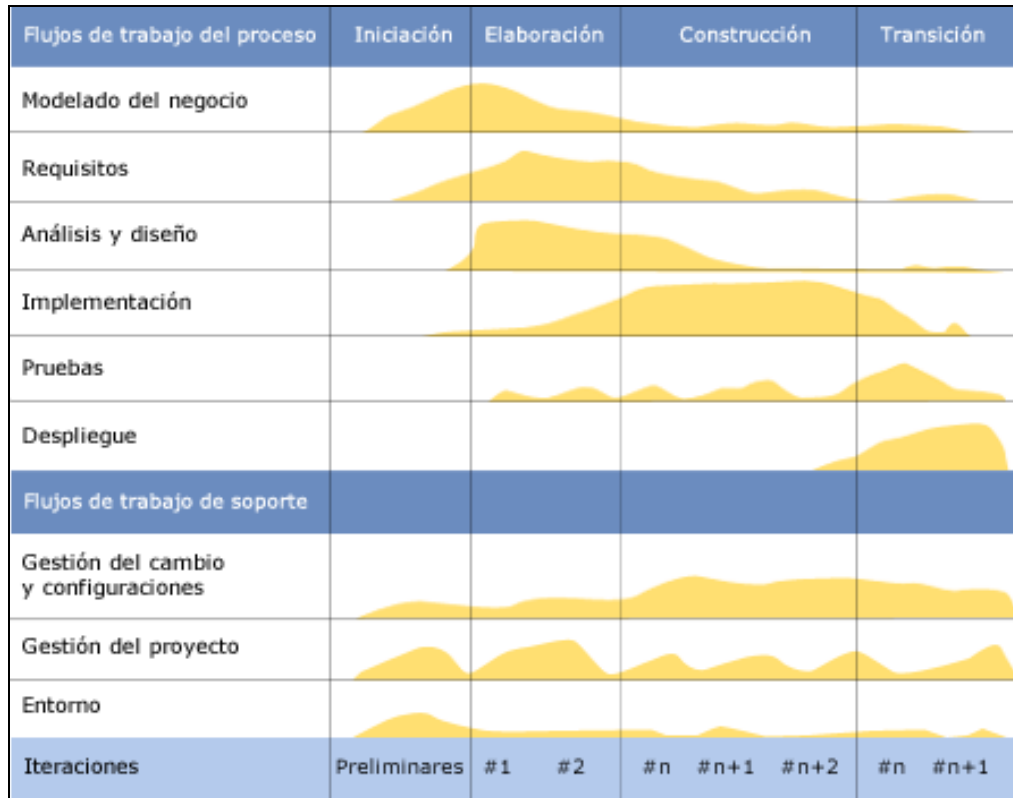 Flujos de trabajo del proceso Iniciación Elaboración Construcción Transición
Modelado del negocio
Requisitos
Análisis y diseño
Implementación
Pruebas
Despliegue
Flujos de trabajo de soporte
Gestión del cambio
y configuraciones
Gestión del proyecto
Entorno
Iteraciones Preliminares #1 #2 #n #n+1 #n+2 #n #n+1